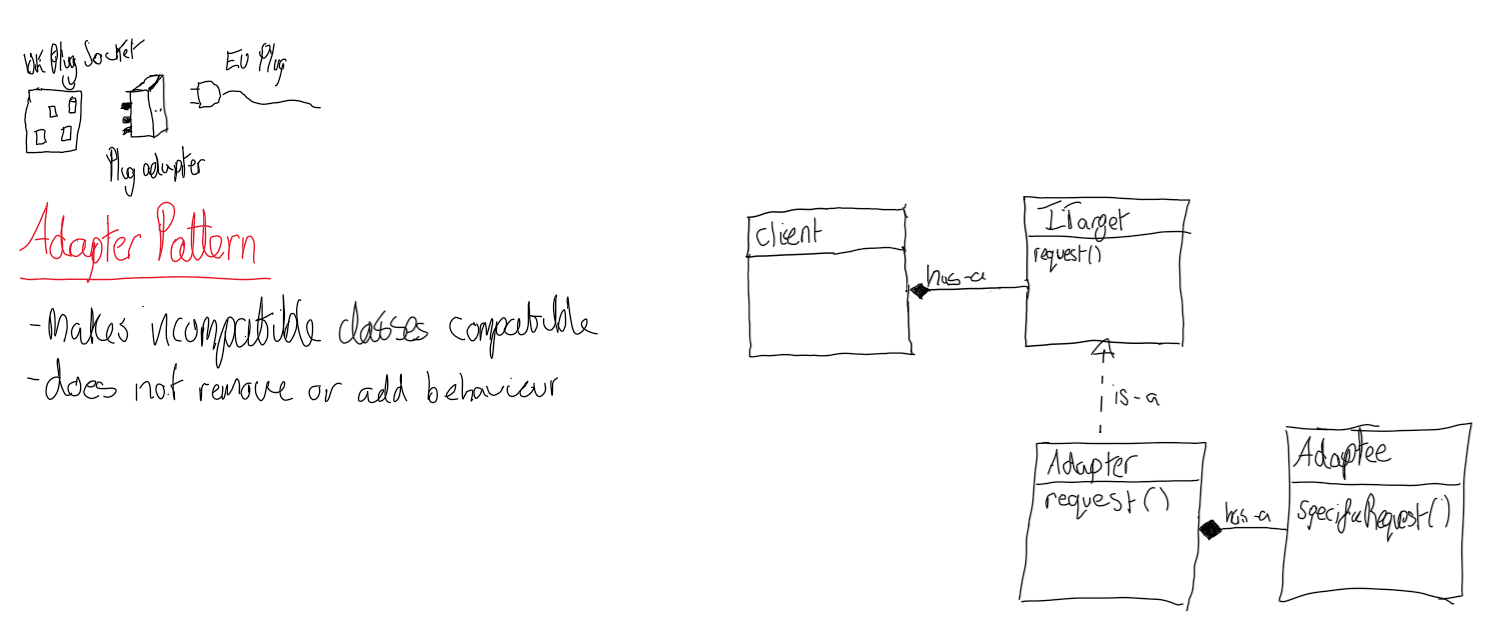 UK Plug Socket
EU Plug
Plug adapter
Adapter Pattern
- Makes incompatible classes compatible
- does not remove or add behaviour
Client
has-a
ITarget
request()
is-a
Adapter
request()
has-a
Adaptee
specificRequest()